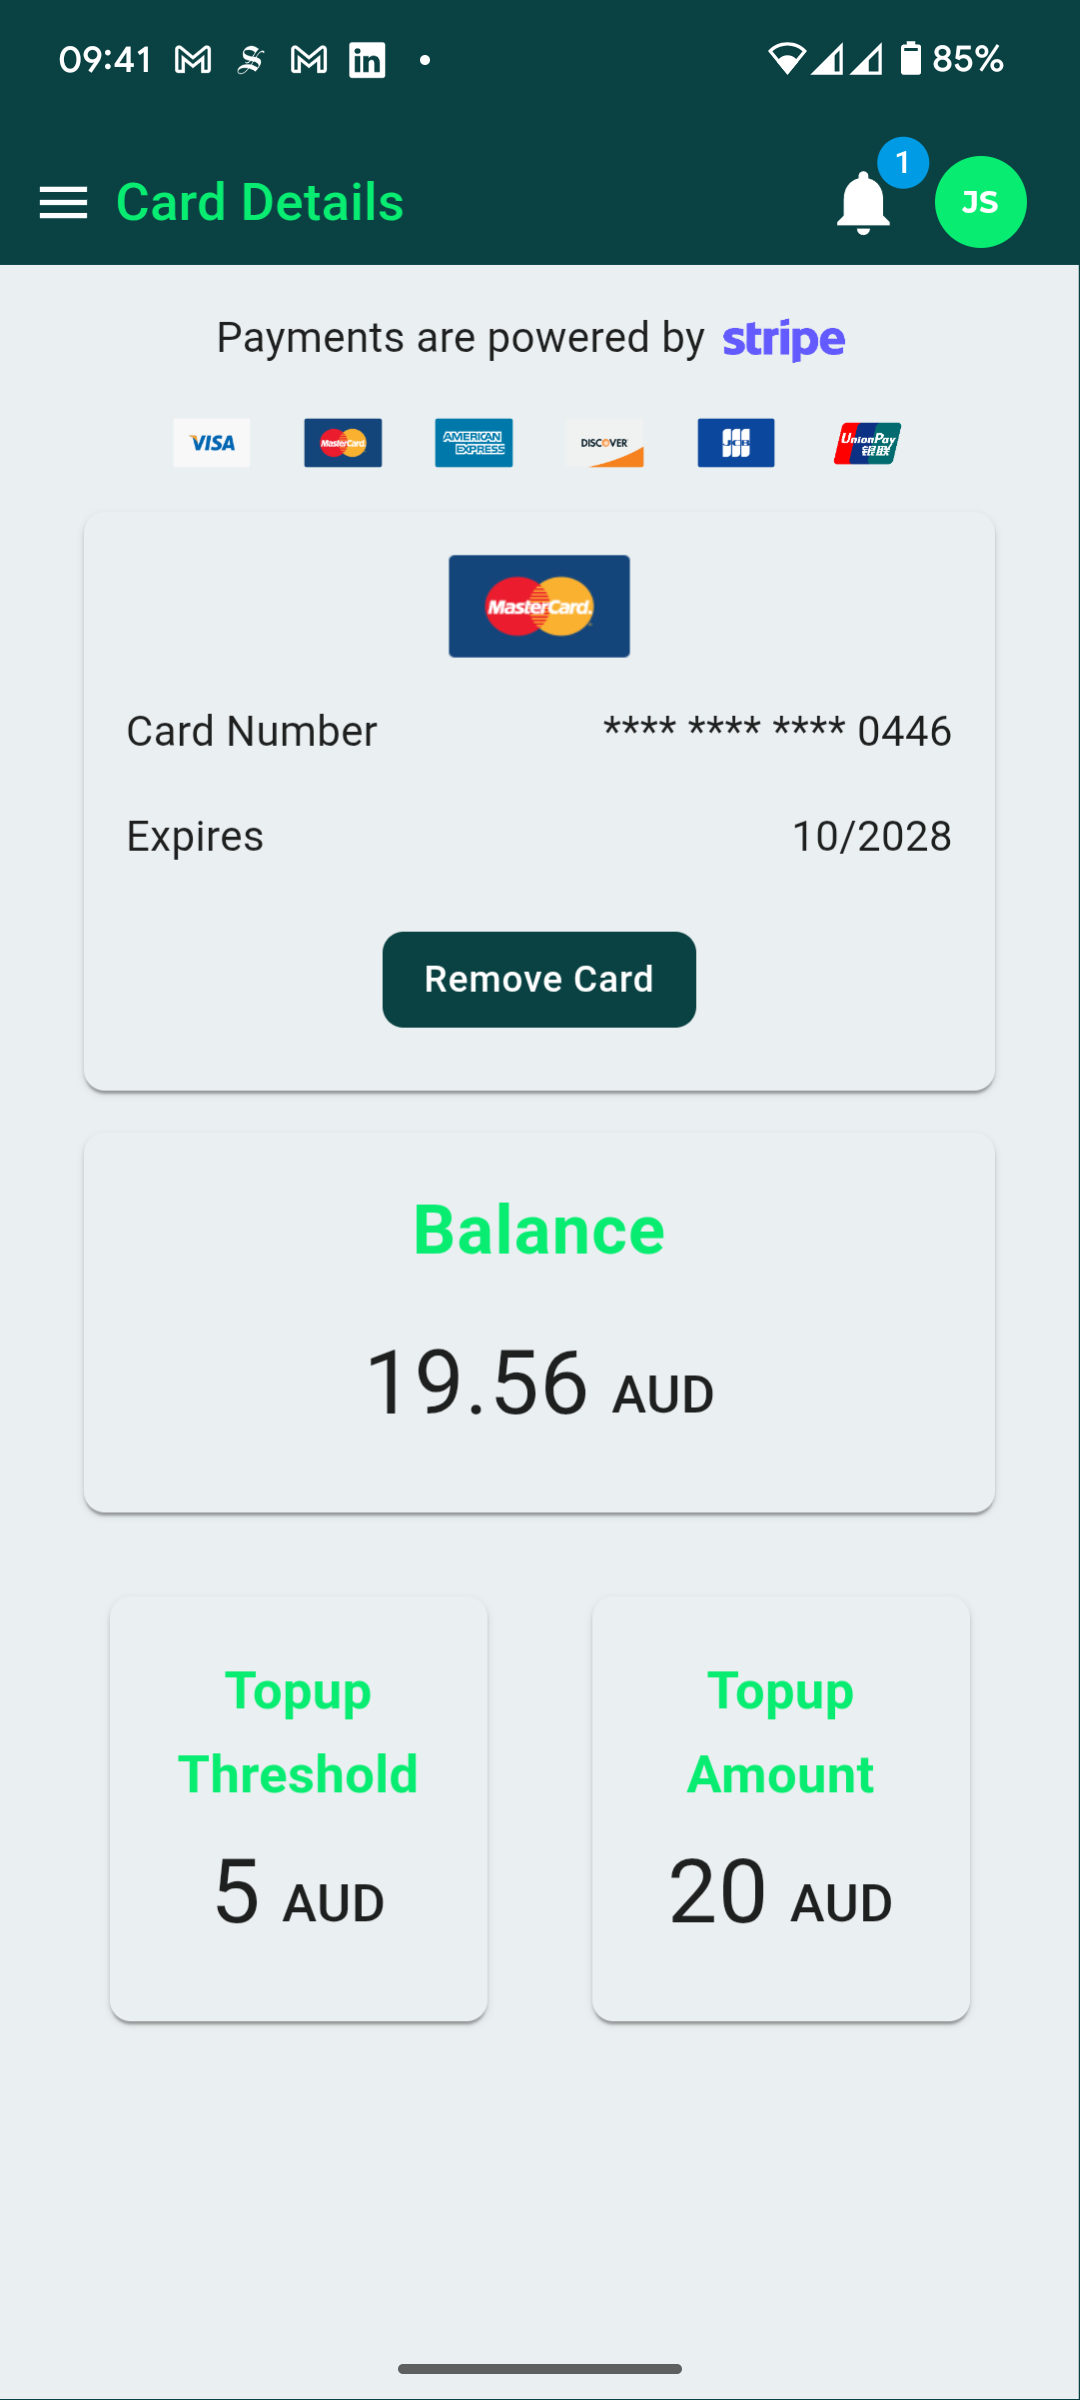 09:41 85%
Card Details 1 JS
Payments are powered by stripe
VISA MasterCard AMERICAN EXPRESS DISCOVER JCB UnionPay 银联
MasterCard.
Card Number **** **** **** 0446
Expires 10/2028
Remove Card
Balance
19.56 AUD
Topup Threshold
5 AUD
Topup Amount
20 AUD